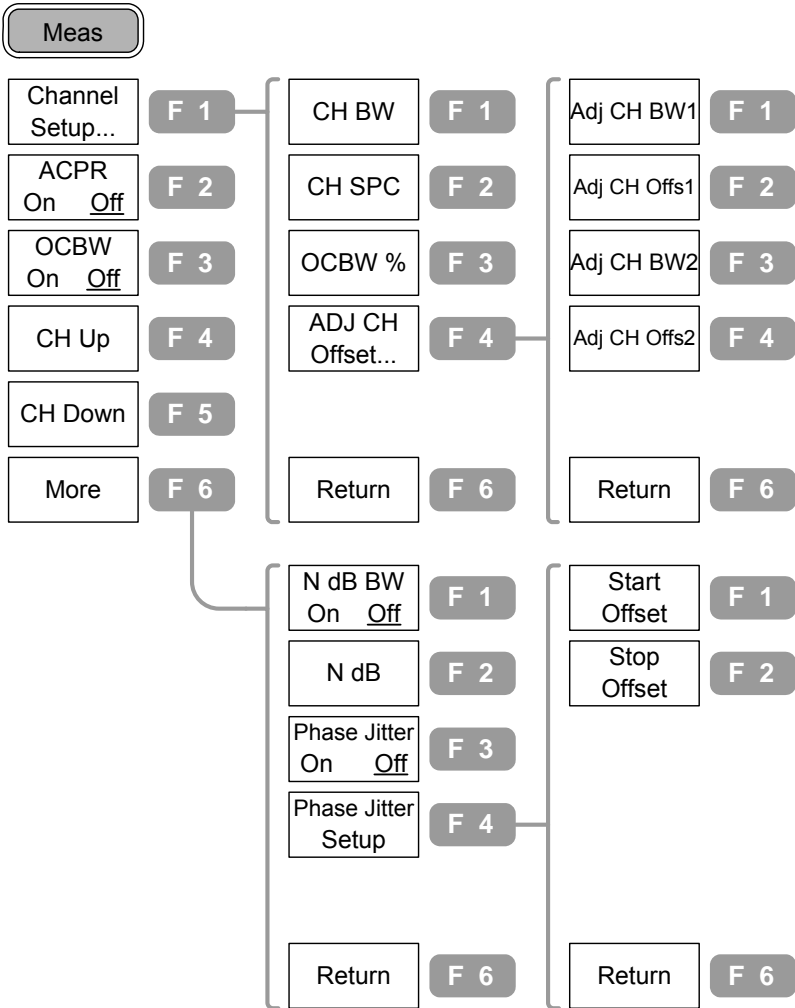 Meas
Channel
Setup...
F 1
ACPR
On Off
F 2
OCBW
On Off
F 3
CH Up
F 4
CH Down
F 5
More
F 6
CH BW
F 1
CH SPC
F 2
OCBW %
F 3
ADJ CH
Offset...
F 4
Return
F 6
Adj CH BW1
F 1
Adj CH Offs1
F 2
Adj CH BW2
F 3
Adj CH Offs2
F 4
Return
F 6
N dB BW
On Off
F 1
N dB
F 2
Phase Jitter
On Off
F 3
Phase Jitter
Setup
F 4
Return
F 6
Start
Offset
F 1
Stop
Offset
F 2
Return
F 6